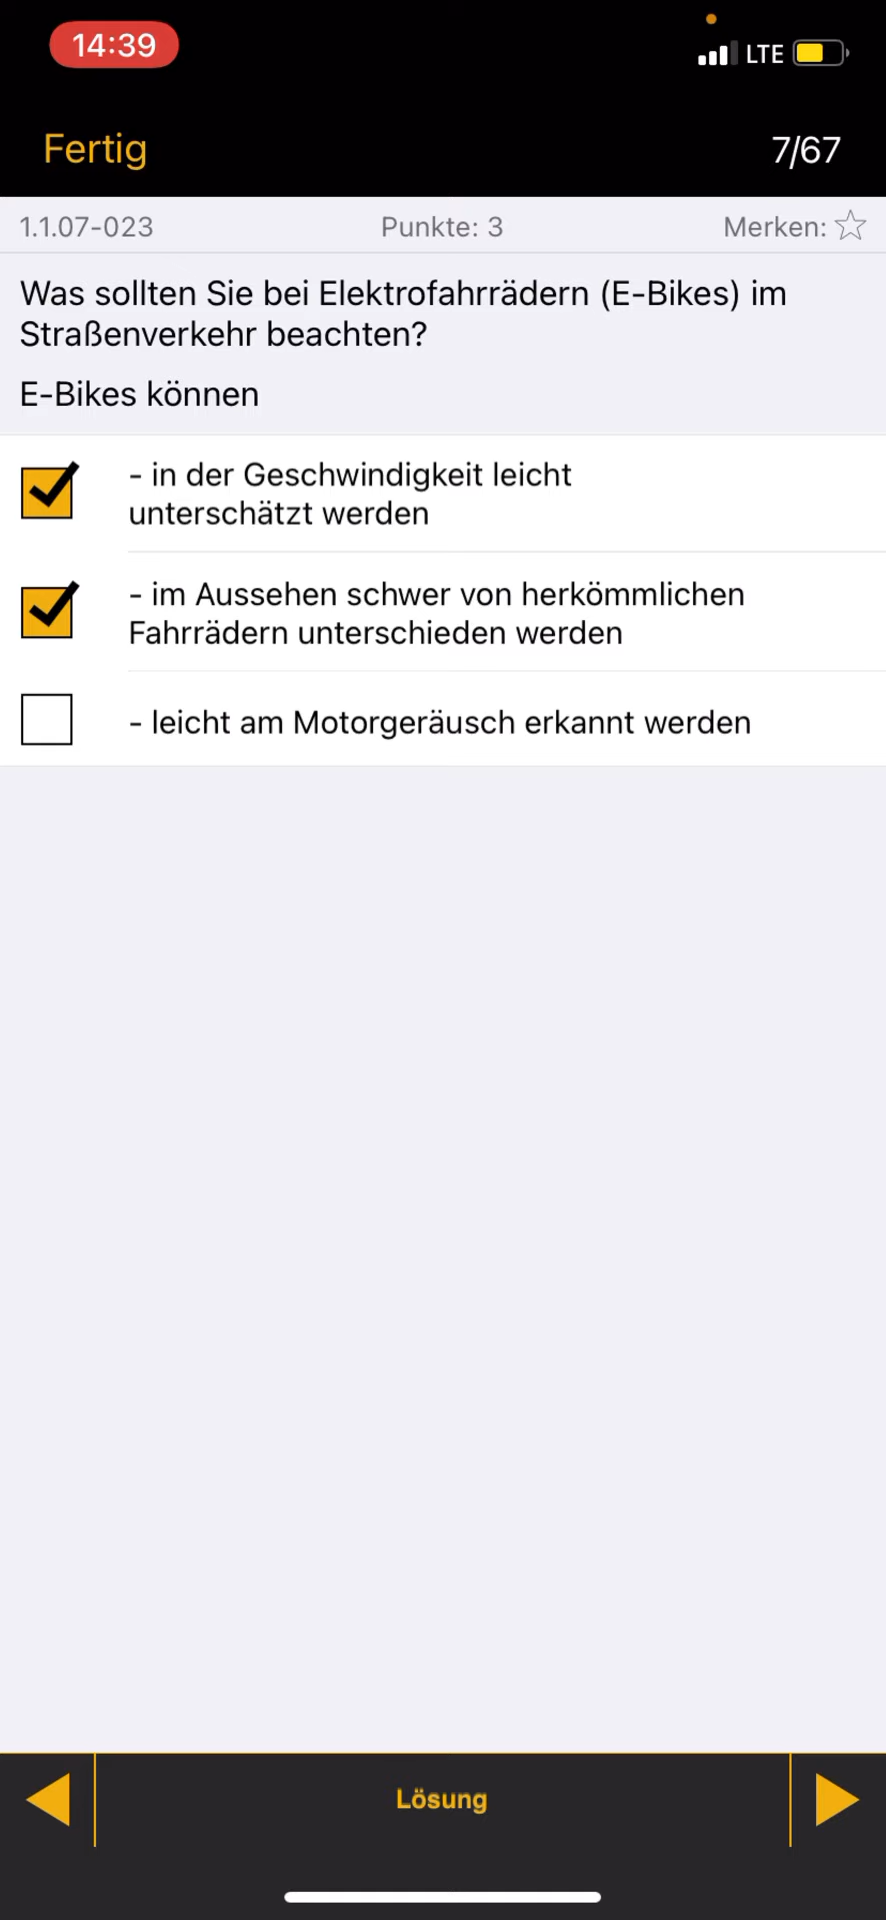 14:39
LTE
Fertig
7/67
1.1.07-023
Punkte: 3
Merken:
Was sollten Sie bei Elektrofahrrädern (E-Bikes) im
Straßenverkehr beachten?
E-Bikes können
- in der Geschwindigkeit leicht
unterschätzt werden
- im Aussehen schwer von herkömmlichen
Fahrrädern unterschieden werden
- leicht am Motorgeräusch erkannt werden
Lösung